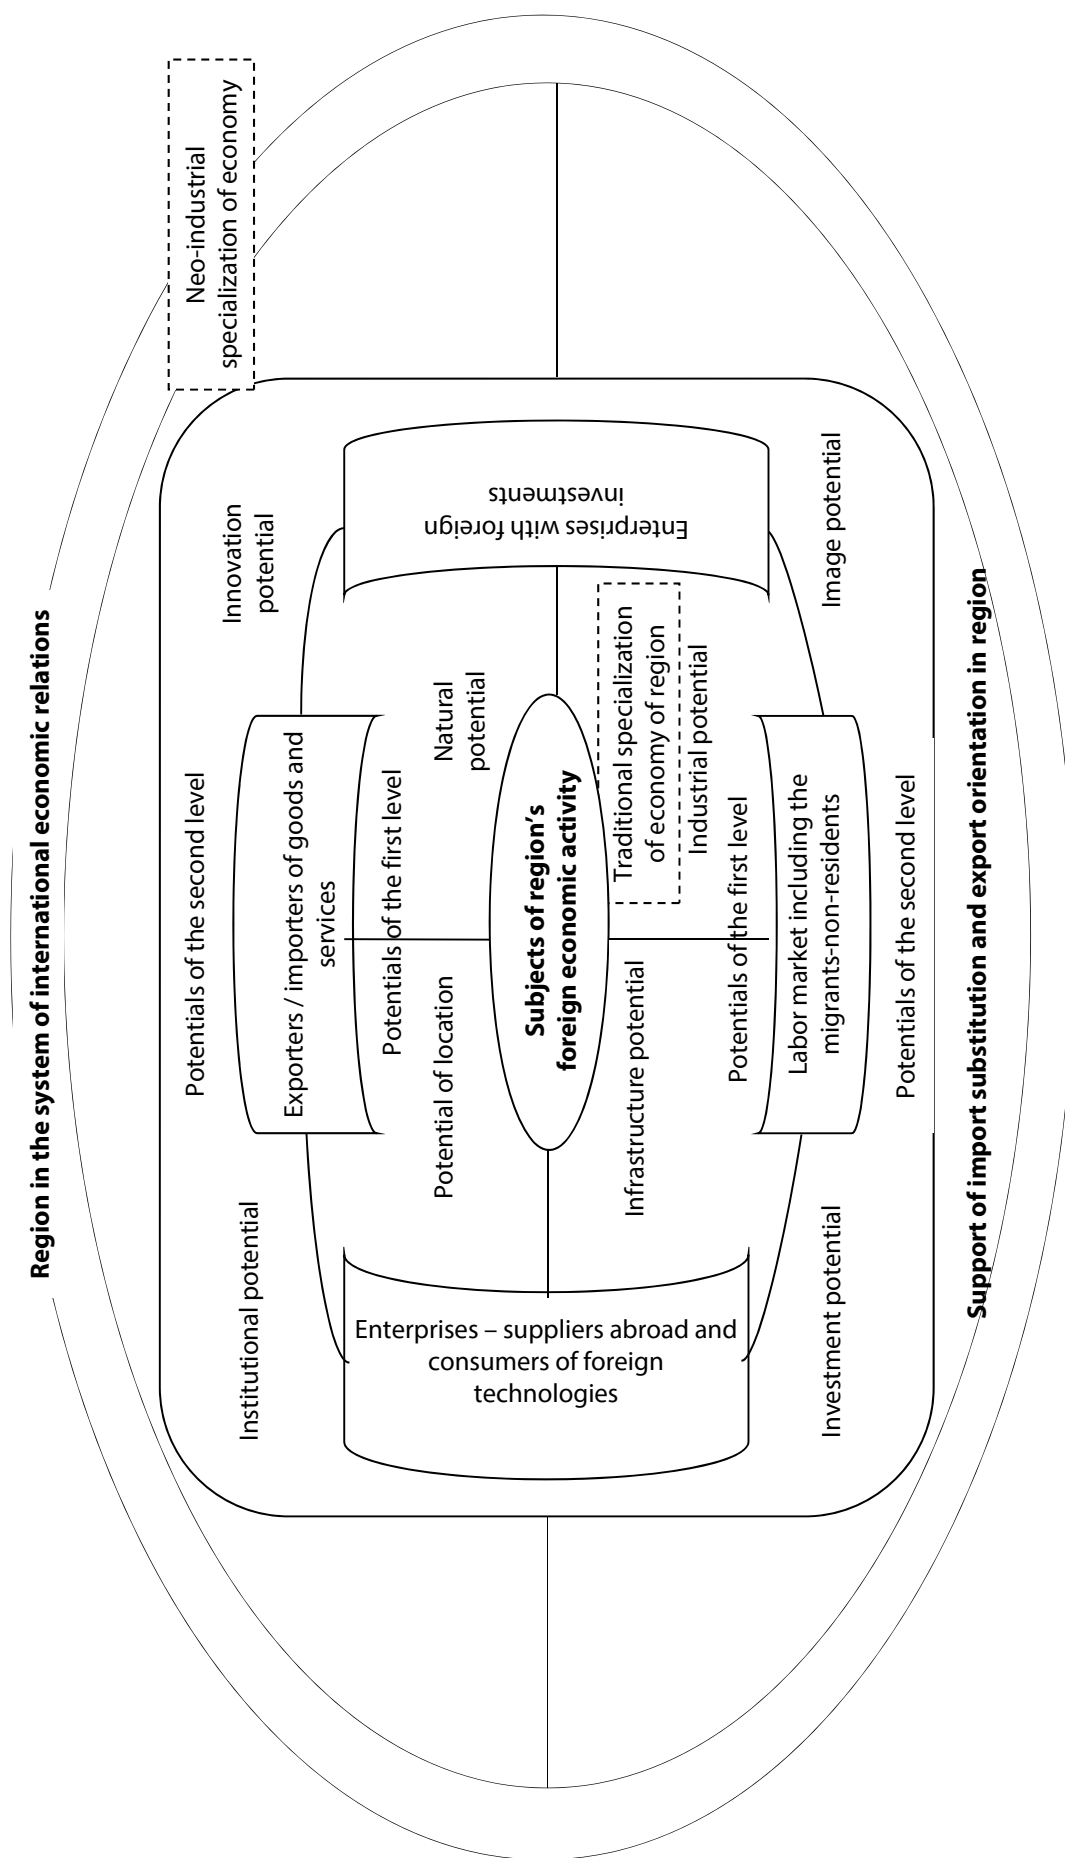 Region in the system of international economic relations
Neo-industrial
specialization of economy
Potentials of the second level
Institutional potential
Innovation
potential
Exporters / importers of goods and
services
Potentials of the first level
Potential of location
Natural
potential
Enterprises – suppliers abroad and
consumers of foreign
technologies
Subjects of region's
foreign economic activity
Enterprises with foreign
investments
Traditional specialization
of economy of region
Infrastructure potential
Industrial potential
Potentials of the first level
Labor market including the
migrants-non-residents
Investment potential
Image potential
Potentials of the second level
Support of import substitution and export orientation in region